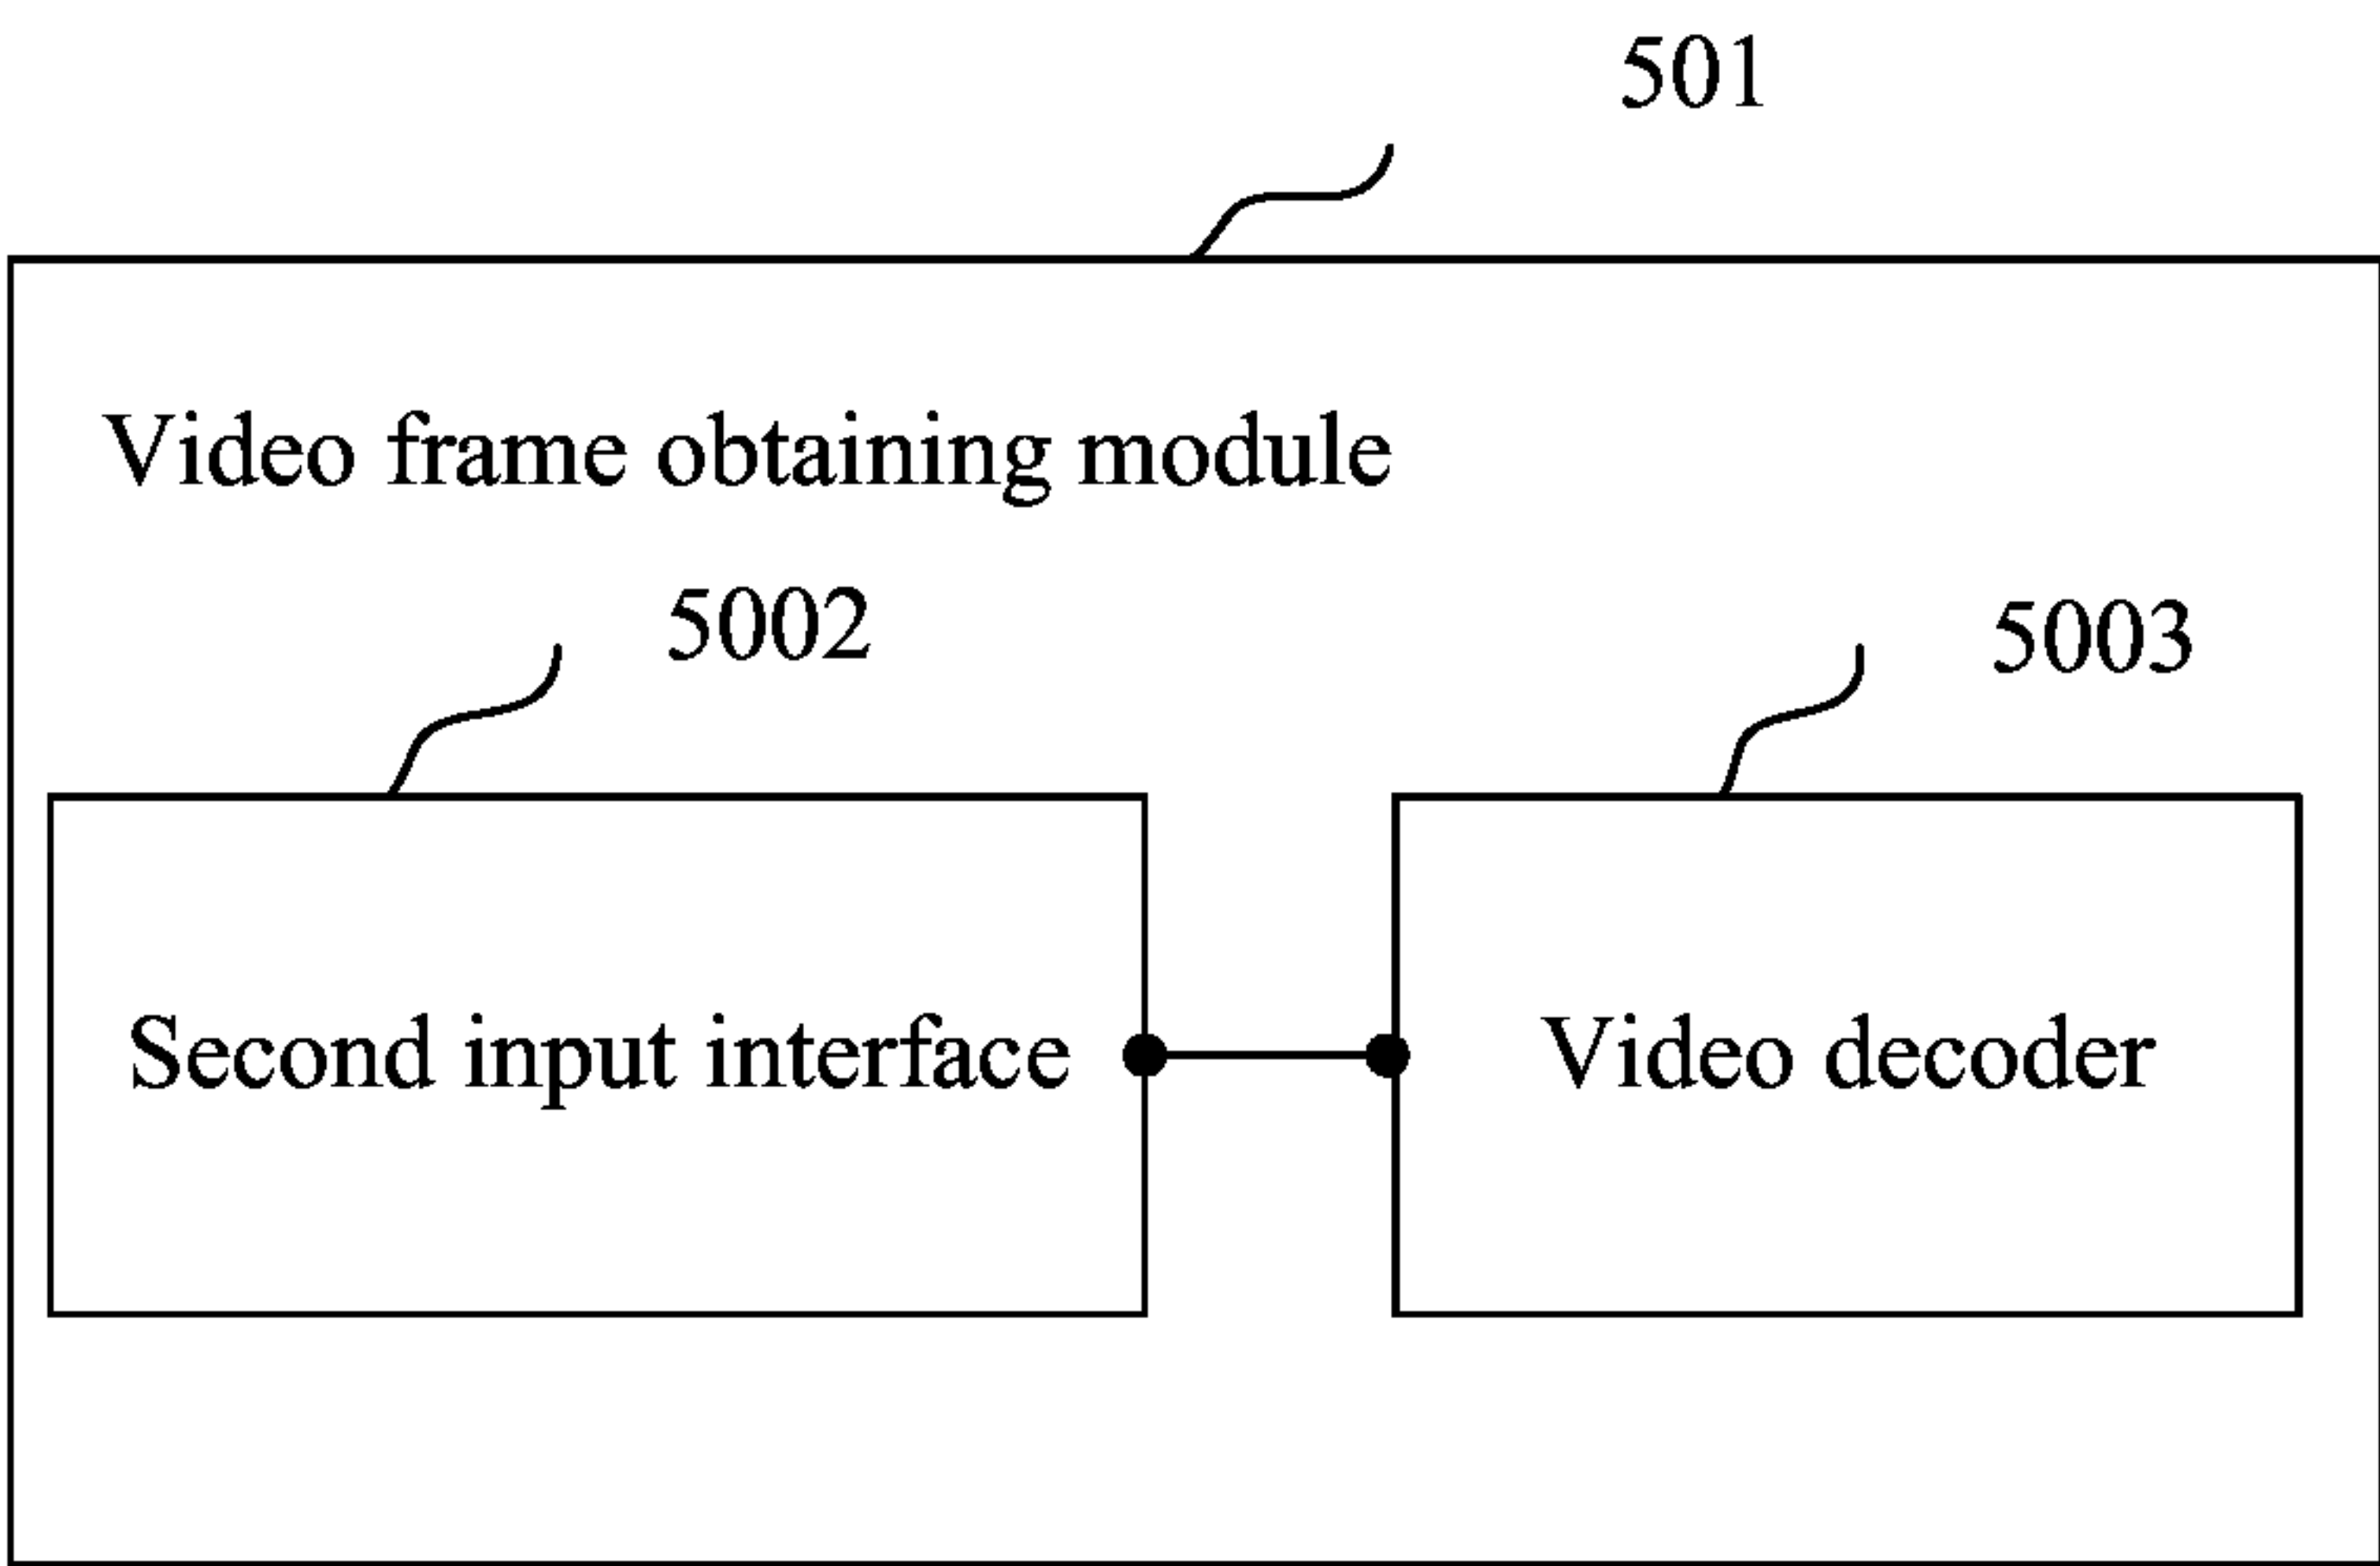 501
Video frame obtaining module
5002
5003
Second input interface
Video decoder